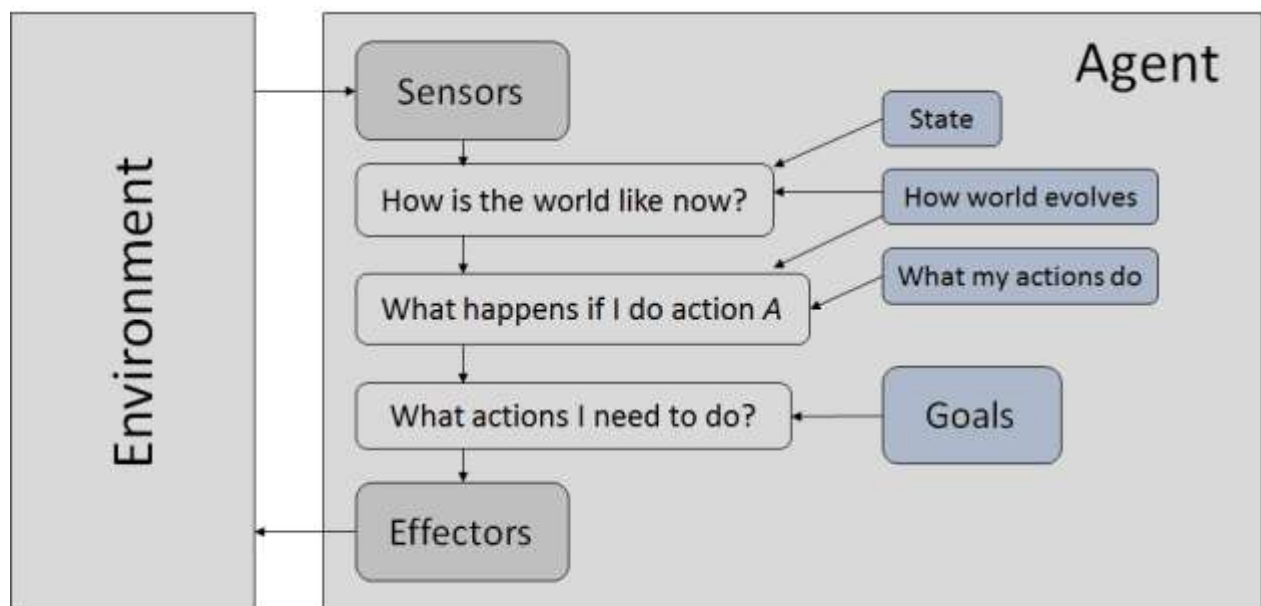 Environment
Agent
Sensors
State
How is the world like now?
How world evolves
What happens if I do action A
What my actions do
What actions I need to do?
Goals
Effectors